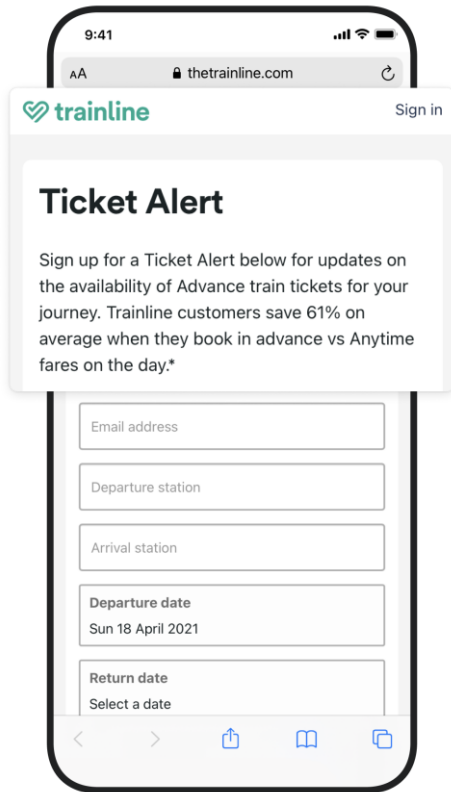 9:41
AA thetrainline.com
trainline Sign in
Ticket Alert
Sign up for a Ticket Alert below for updates on
the availability of Advance train tickets for your
journey. Trainline customers save 61% on
average when they book in advance vs Anytime
fares on the day.*
Email address
Departure station
Arrival station
Departure date
Sun 18 April 2021
Return date
Select a date